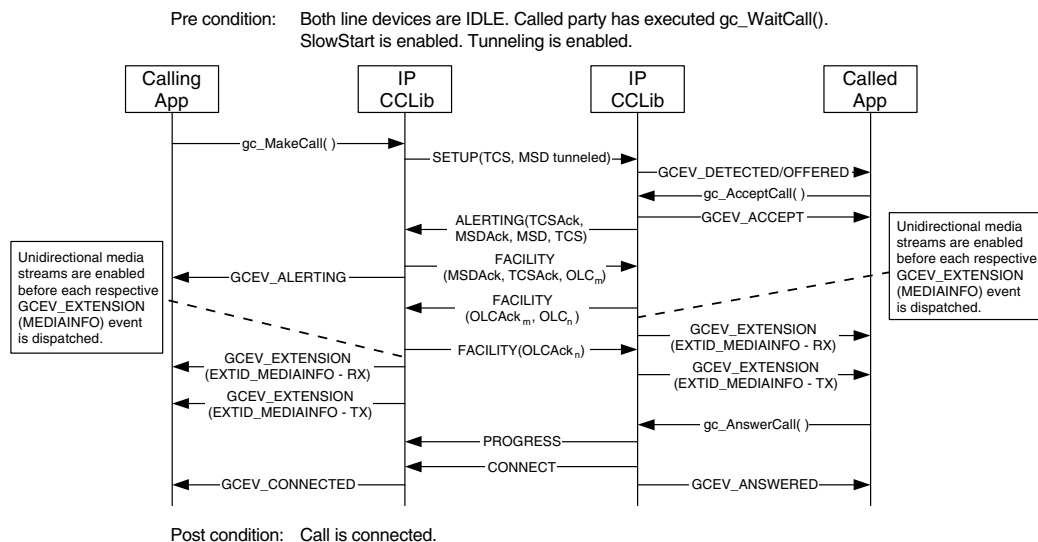 Pre condition: Both line devices are IDLE. Called party has executed gc_WaitCall().
SlowStart is enabled. Tunneling is enabled.
Calling
App
IP
CCLib
IP
CCLib
Called
App
gc_MakeCall( )
SETUP(TCS, MSD tunneled)
GCEV_DETECTED/OFFERED
gc_AcceptCall( )
ALERTING(TCSAck,
MSDAck, MSD, TCS)
GCEV_ACCEPT
Unidirectional media
streams are enabled
before each respective
GCEV_EXTENSION
(MEDIAINFO) event
is dispatched.
GCEV_ALERTING
FACILITY
(MSDAck, TCSAck, OLCm)
Unidirectional media
streams are enabled
before each respective
GCEV_EXTENSION
(MEDIAINFO) event
is dispatched.
FACILITY
(OLCAckm, OLCn)
GCEV_EXTENSION
(EXTID_MEDIAINFO - RX)
FACILITY(OLCAckn)
GCEV_EXTENSION
(EXTID_MEDIAINFO - RX)
GCEV_EXTENSION
(EXTID_MEDIAINFO - TX)
GCEV_EXTENSION
(EXTID_MEDIAINFO - TX)
gc_AnswerCall( )
PROGRESS
CONNECT
GCEV_CONNECTED
GCEV_ANSWERED
Post condition: Call is connected.